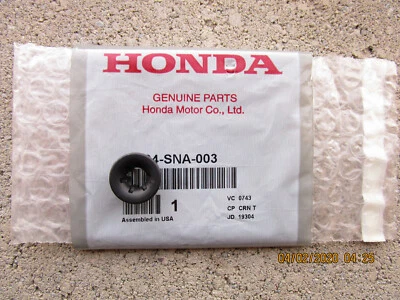 HONDA
GENUINE PARTS
Honda Motor Co., Ltd.
4-SNA-003
1
VC 0743
CP CRN T
JD 19304
Assembled in USA
04/02/2020 04:25